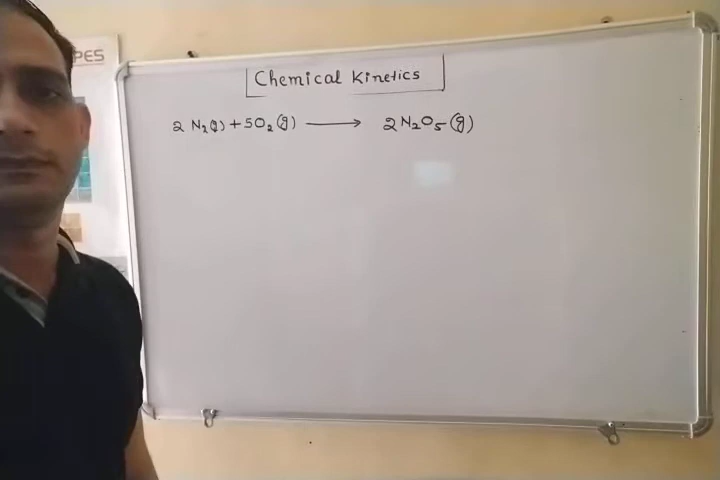 Chemical Kinetics
2 N₂(g) + 5O₂(g) ⟶ 2N₂O₅(g)